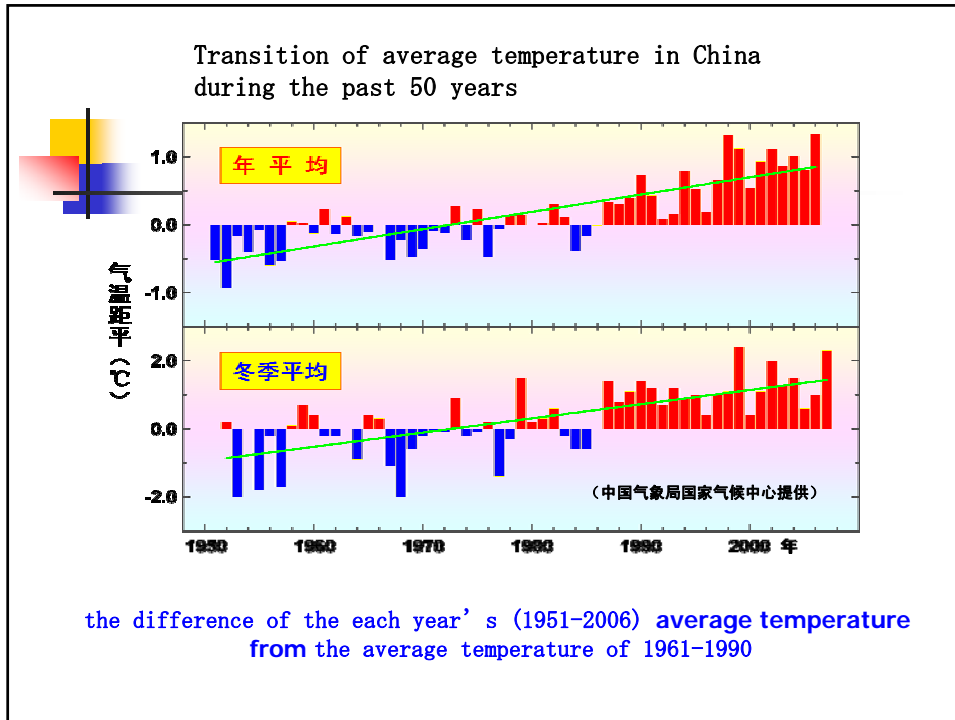 Transition of average temperature in China
during the past 50 years
年 平 均
1.0
0.0
-1.0
气温距平（℃）
冬季平均
2.0
0.0
-2.0
（中国气象局国家气候中心提供）
1950 1960 1970 1980 1990 2000 年
the difference of the each year’s (1951-2006) average temperature
from the average temperature of 1961-1990